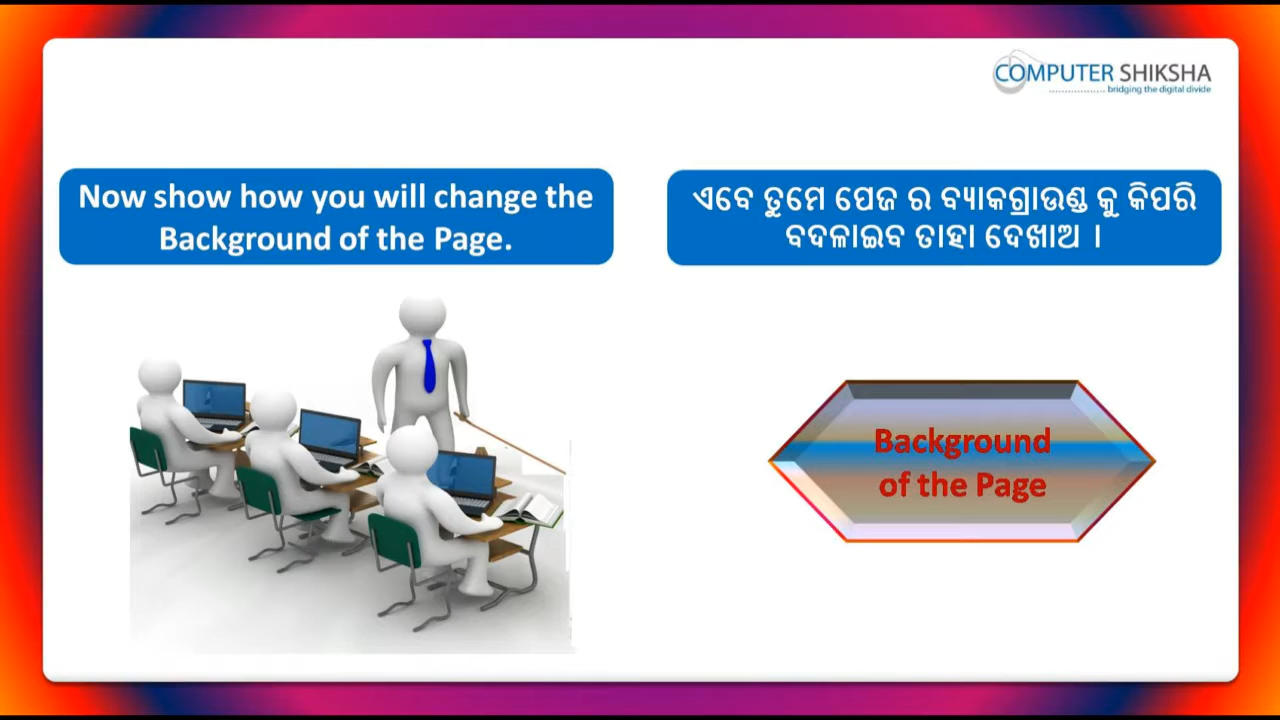 COMPUTER SHIKSHA
bridging the digital divide
Now show how you will change the
Background of the Page.
ଏବେ ତୁମେ ପେଜ ର ବ୍ୟାକଗ୍ରାଉଣ୍ଡ କୁ କିପରି
ବଦଳାଇବ ତାହା ଦେଖାଅ ।
Background
of the Page